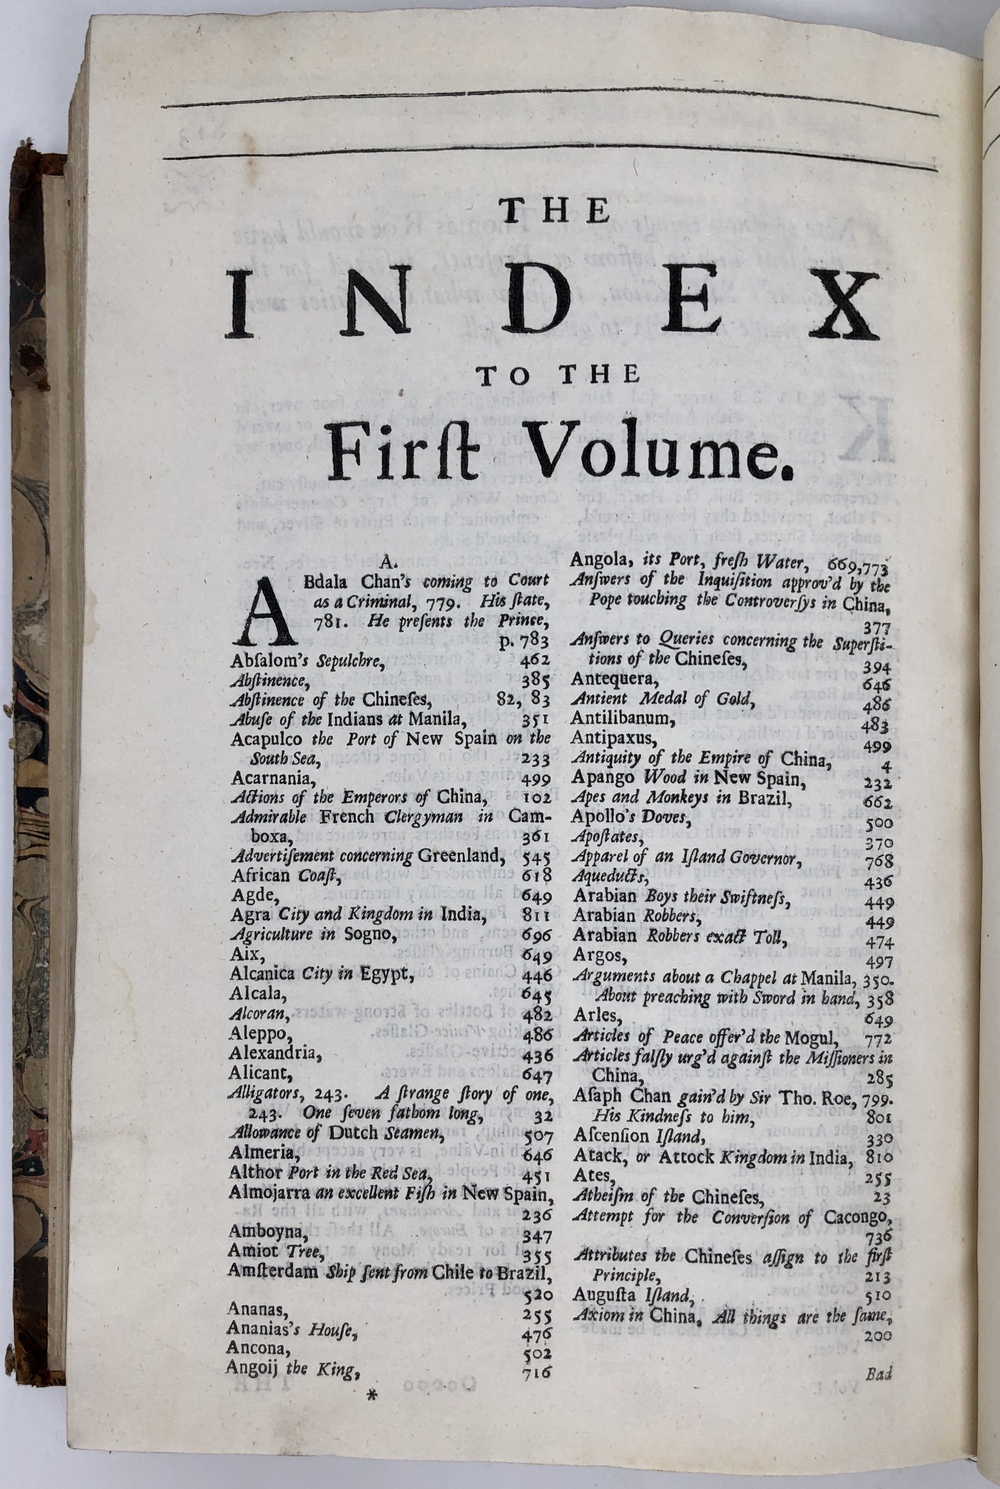 THE
INDEX
TO THE
Firſt Volume.
A.
ABdala Chan's coming to Court
as a Criminal, 779. His ſtate,
781. He preſents the Prince,
p. 783
Abſalom's Sepulchre, 462
Abſtinence, 385
Abſtinence of the Chineſes, 82, 83
Abuſe of the Indians at Manila, 351
Acapulco the Port of New Spain on the
South Sea, 233
Acarnania, 499
Actions of the Emperors of China, 102
Admirable French Clergyman in Cam-
boxa, 361
Advertiſement concerning Greenland, 545
African Coaſt, 618
Agde, 649
Agra City and Kingdom in India, 811
Agriculture in Sogno, 696
Aix, 649
Alcanica City in Egypt, 446
Alcala, 645
Alcoran, 482
Aleppo, 486
Alexandria, 436
Alicant, 647
Alligators, 243. A ſtrange ſtory of one,
243. One ſeven fathom long, 32
Allowance of Dutch Seamen, 507
Almeria, 646
Althor Port in the Red Sea, 451
Almojarra an excellent Fiſh in New Spain,
236
Amboyna, 347
Amiot Tree, 355
Amſterdam Ship ſent from Chile to Brazil,
520
Ananas, 255
Ananias's Houſe, 476
Ancona, 502
Angoij the King, 716
*
Angola, its Port, freſh Water, 669,773
Anſwers of the Inquiſition approv'd by the
Pope touching the Controverſys in China,
377
Anſwers to Queries concerning the Superſti-
tions of the Chineſes, 394
Antequera, 646
Antient Medal of Gold, 486
Antilibanum, 483
Antipaxus, 499
Antiquity of the Empire of China, 4
Apango Wood in New Spain, 232
Apes and Monkeys in Brazil, 662
Apollo's Doves, 500
Apoſtates, 370
Apparel of an Iſland Governor, 768
Aqueducts, 436
Arabian Boys their Swiftneſs, 449
Arabian Robbers, 449
Arabian Robbers exact Toll, 474
Argos, 497
Arguments about a Chappel at Manila, 350.
About preaching with Sword in hand, 358
Arles, 649
Articles of Peace offer'd the Mogul, 772
Articles falſly urg'd againſt the Miſſioners in
China, 285
Aſaph Chan gain'd by Sir Tho. Roe, 799.
His Kindneſs to him, 801
Aſcenſion Iſland, 330
Atack, or Attock Kingdom in India, 810
Ates, 255
Atheiſm of the Chineſes, 23
Attempt for the Converſion of Cacongo,
736
Attributes the Chineſes aſſign to the firſt
Principle, 213
Auguſta Iſland, 510
Axiom in China, All things are the ſame,
200
Bad